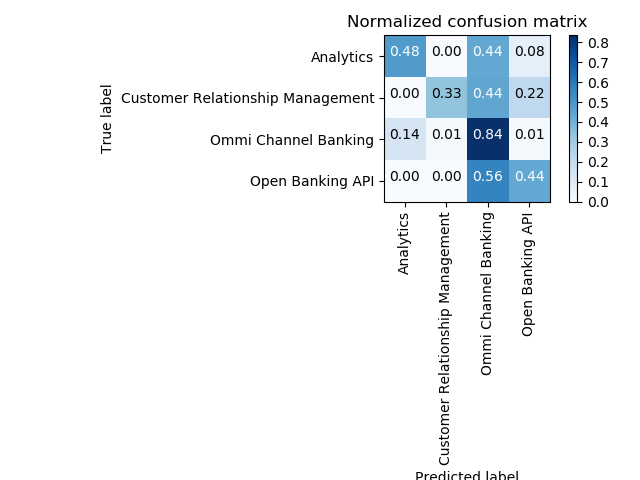 Normalized confusion matrix
True label
Analytics 0.48 0.00 0.44 0.08
Customer Relationship Management 0.00 0.33 0.44 0.22
Ommi Channel Banking 0.14 0.01 0.84 0.01
Open Banking API 0.00 0.00 0.56 0.44
0.8
0.7
0.6
0.5
0.4
0.3
0.2
0.1
0.0
Analytics
Customer Relationship Management
Ommi Channel Banking
Open Banking API
Predicted label